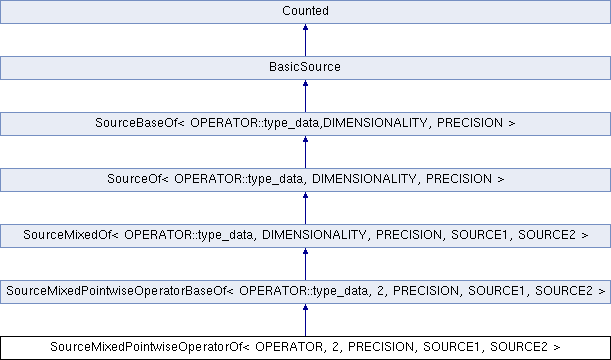 Counted
BasicSource
SourceBaseOf< OPERATOR::type_data,DIMENSIONALITY, PRECISION >
SourceOf< OPERATOR::type_data, DIMENSIONALITY, PRECISION >
SourceMixedOf< OPERATOR::type_data, DIMENSIONALITY, PRECISION, SOURCE1, SOURCE2 >
SourceMixedPointwiseOperatorBaseOf< OPERATOR::type_data, 2, PRECISION, SOURCE1, SOURCE2 >
SourceMixedPointwiseOperatorOf< OPERATOR, 2, PRECISION, SOURCE1, SOURCE2 >